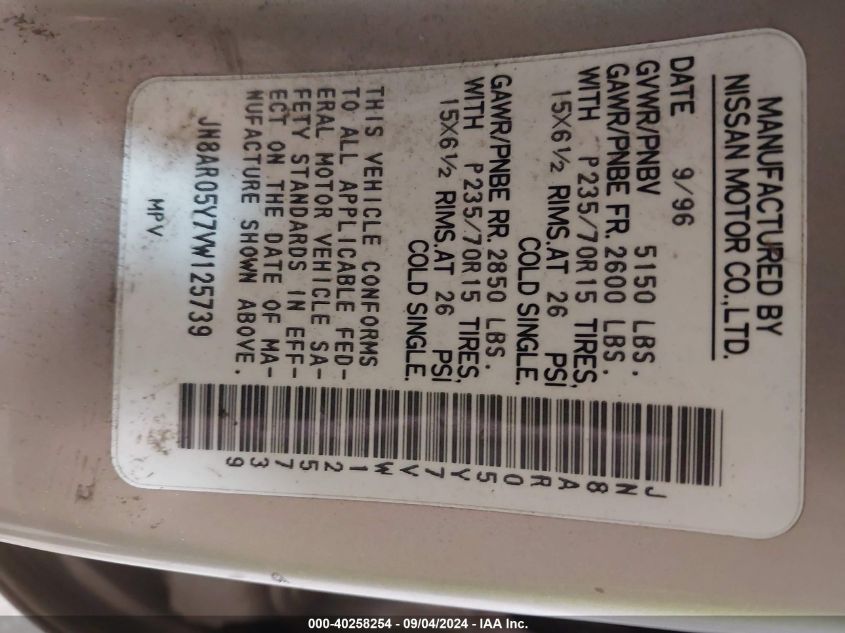 MANUFACTURED BY
NISSAN MOTOR CO.,LTD.
DATE 9/96
GVWR/PNBV 5150 LBS.
GAWR/PNBE FR. 2600 LBS.
WITH P235/70R15 TIRES,
15X6½ RIMS.AT 26 PSI
COLD SINGLE.
GAWR/PNBE RR. 2850 LBS.
WITH P235/70R15 TIRES,
15X6½ RIMS.AT 26 PSI
COLD SINGLE.
THIS VEHICLE CONFORMS
TO ALL APPLICABLE FED-
ERAL MOTOR VEHICLE SA-
FETY STANDARDS IN EFF-
ECT ON THE DATE OF MA-
NUFACTURE SHOWN ABOVE.
JN8AR05Y7VW125739
MPV
JN8AR05Y7VW125739
000-40258254 - 09/04/2024 - IAA Inc.